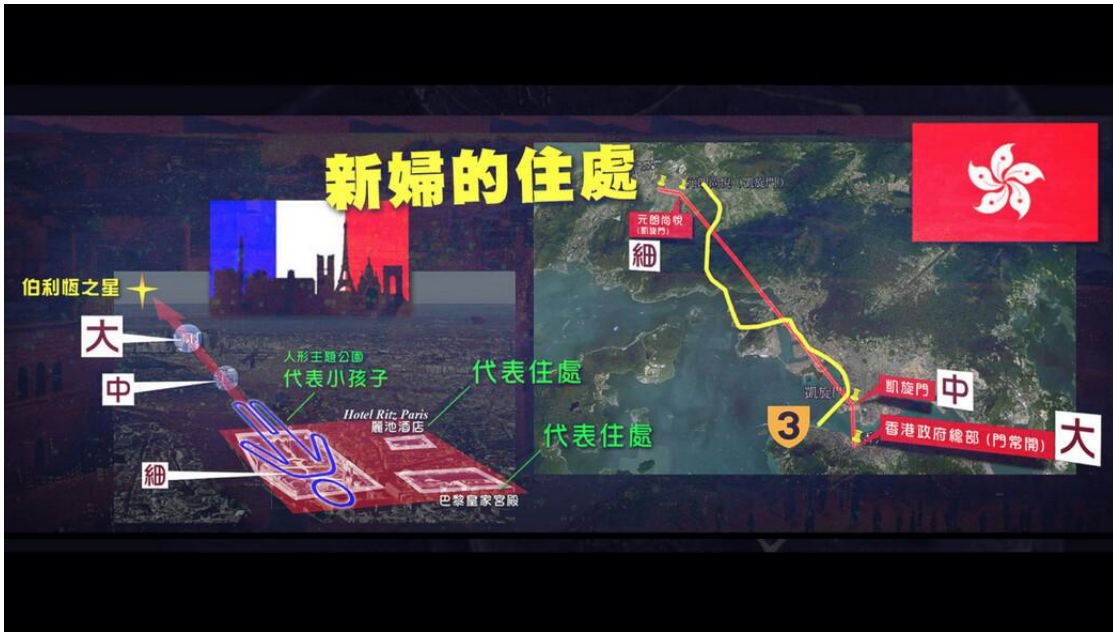 新婦的住處
伯利恆之星
大
中
細
人形主題公園
代表小孩子
Hotel Ritz Paris
麗池酒店
代表住處
代表住處
巴黎皇家宮殿
元朗尚悅
(凱旋門)
細
凱旋門
3
凱旋門
中
香港政府總部 (門常開)
大